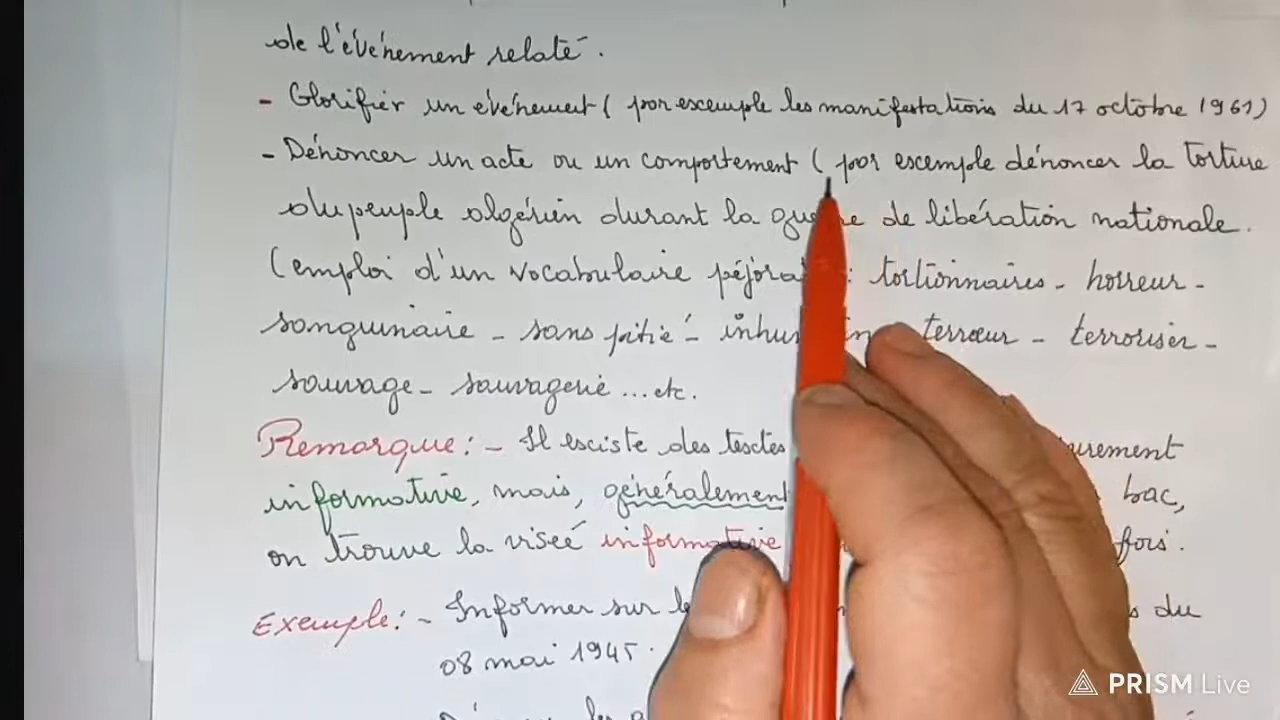 de l'événement relaté.
- Glorifier un événement ( par exemple les manifestations du 17 octobre 1961)
- Dénoncer un acte ou un comportement ( par exemple dénoncer la torture
du peuple algérien durant la de libération nationale.
(emploi d'un vocabulaire : tortionnaires - horreur -
sanguinaire - sans pitié - terreur - terroriser -
sauvage - sauvagerie ... etc.
Remarque : - Il existe des textes
informative, mais, généralement bac,
on trouve la visée informative fois.
Exemple : - Informer sur du
08 mai 1945.
PRISM Live